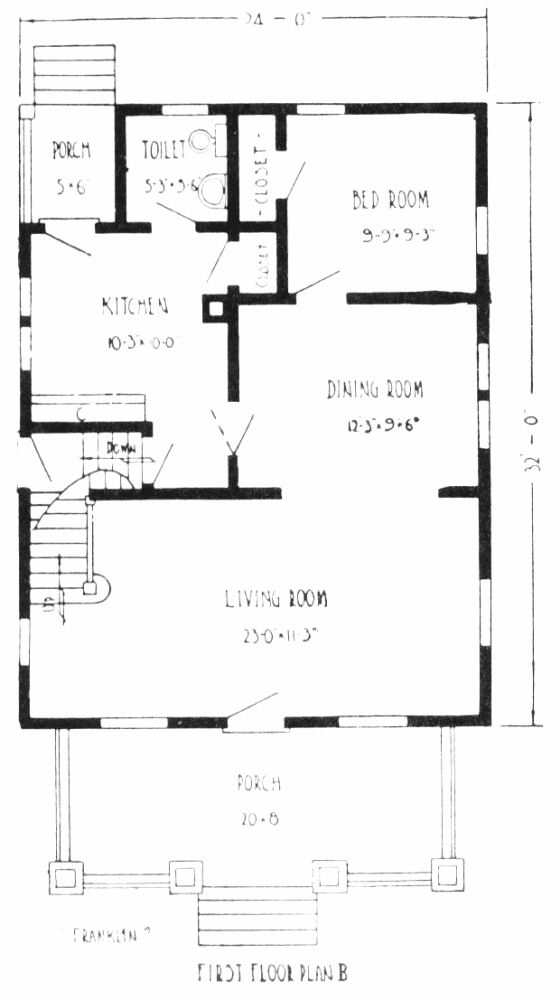 24'-0"
PORCH
5×6
TOILET
5-3"×5-6"
-CLOSET-
BED ROOM
9-9"×9-3"
CLOSET
KITCHEN
10-3"×10-0
DINING ROOM
12-3"×9-6"
32'-0"
C
DOWN
UP
LIVING ROOM
23-0"×11-3"
PORCH
20×8
"FRANKLIN"
FIRST FLOOR PLAN B